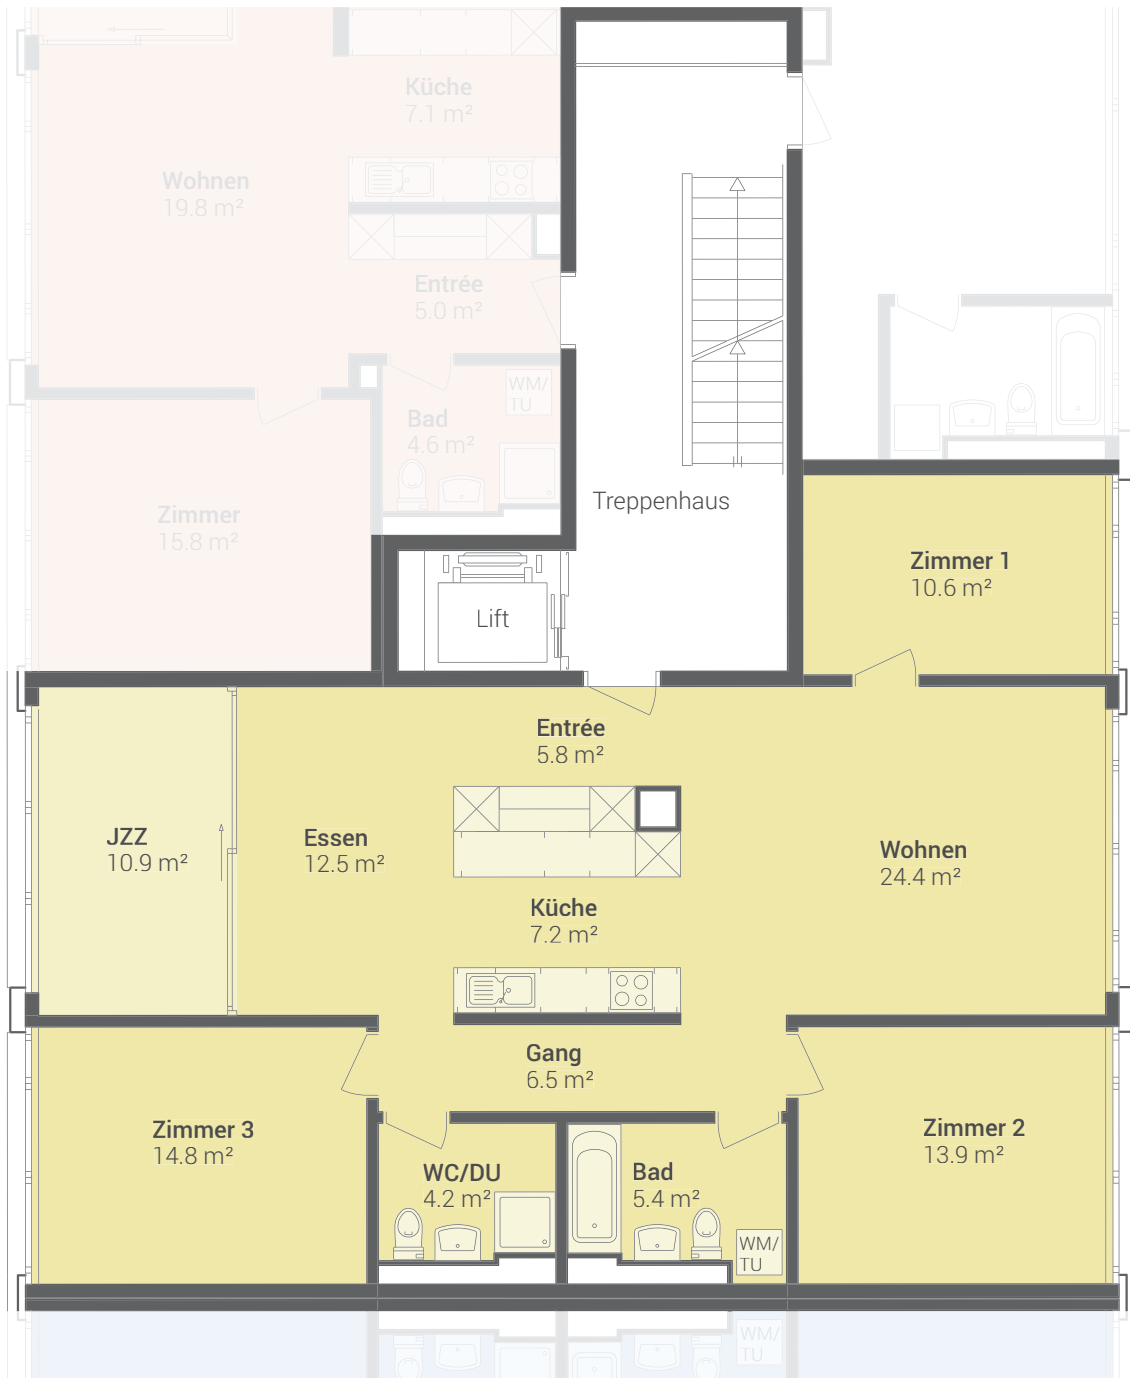 Küche
7.1 m²
Wohnen
19.8 m²
Entrée
5.0 m²
WM/
TU
Bad
4.6 m²
Zimmer
15.8 m²
Treppenhaus
Lift
Zimmer 1
10.6 m²
Entrée
5.8 m²
JZZ
10.9 m²
Essen
12.5 m²
Wohnen
24.4 m²
Küche
7.2 m²
Gang
6.5 m²
Zimmer 3
14.8 m²
WC/DU
4.2 m²
Bad
5.4 m²
Zimmer 2
13.9 m²
WM/
TU
WM/
TU